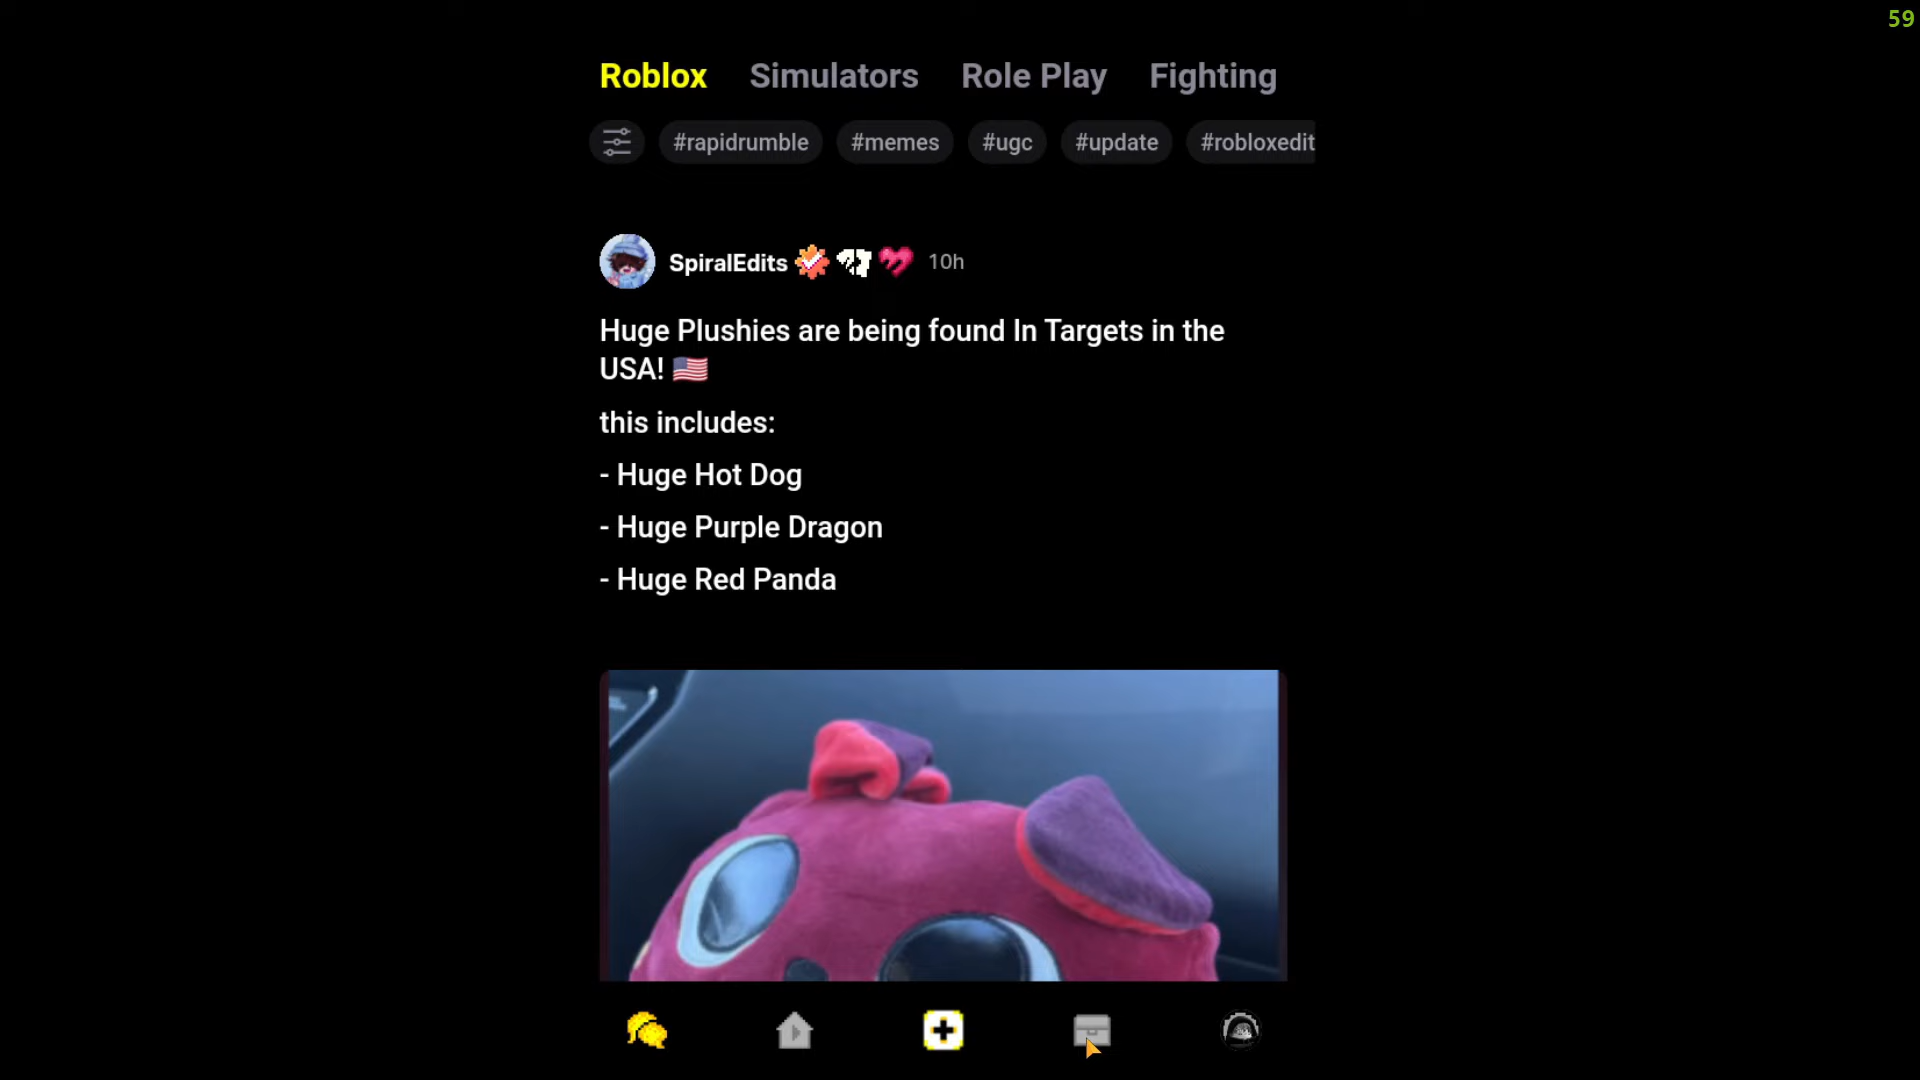 59
Roblox Simulators Role Play Fighting
#rapidrumble #memes #ugc #update #robloxedit
SpiralEdits 10h
Huge Plushies are being found In Targets in the
USA! 🇺🇸
this includes:
- Huge Hot Dog
- Huge Purple Dragon
- Huge Red Panda